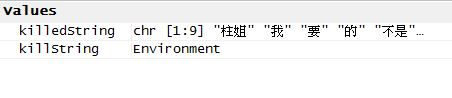 Values
killedString chr [1:9] "柱姐" "我" "要" "的" "不是"…
killString Environment